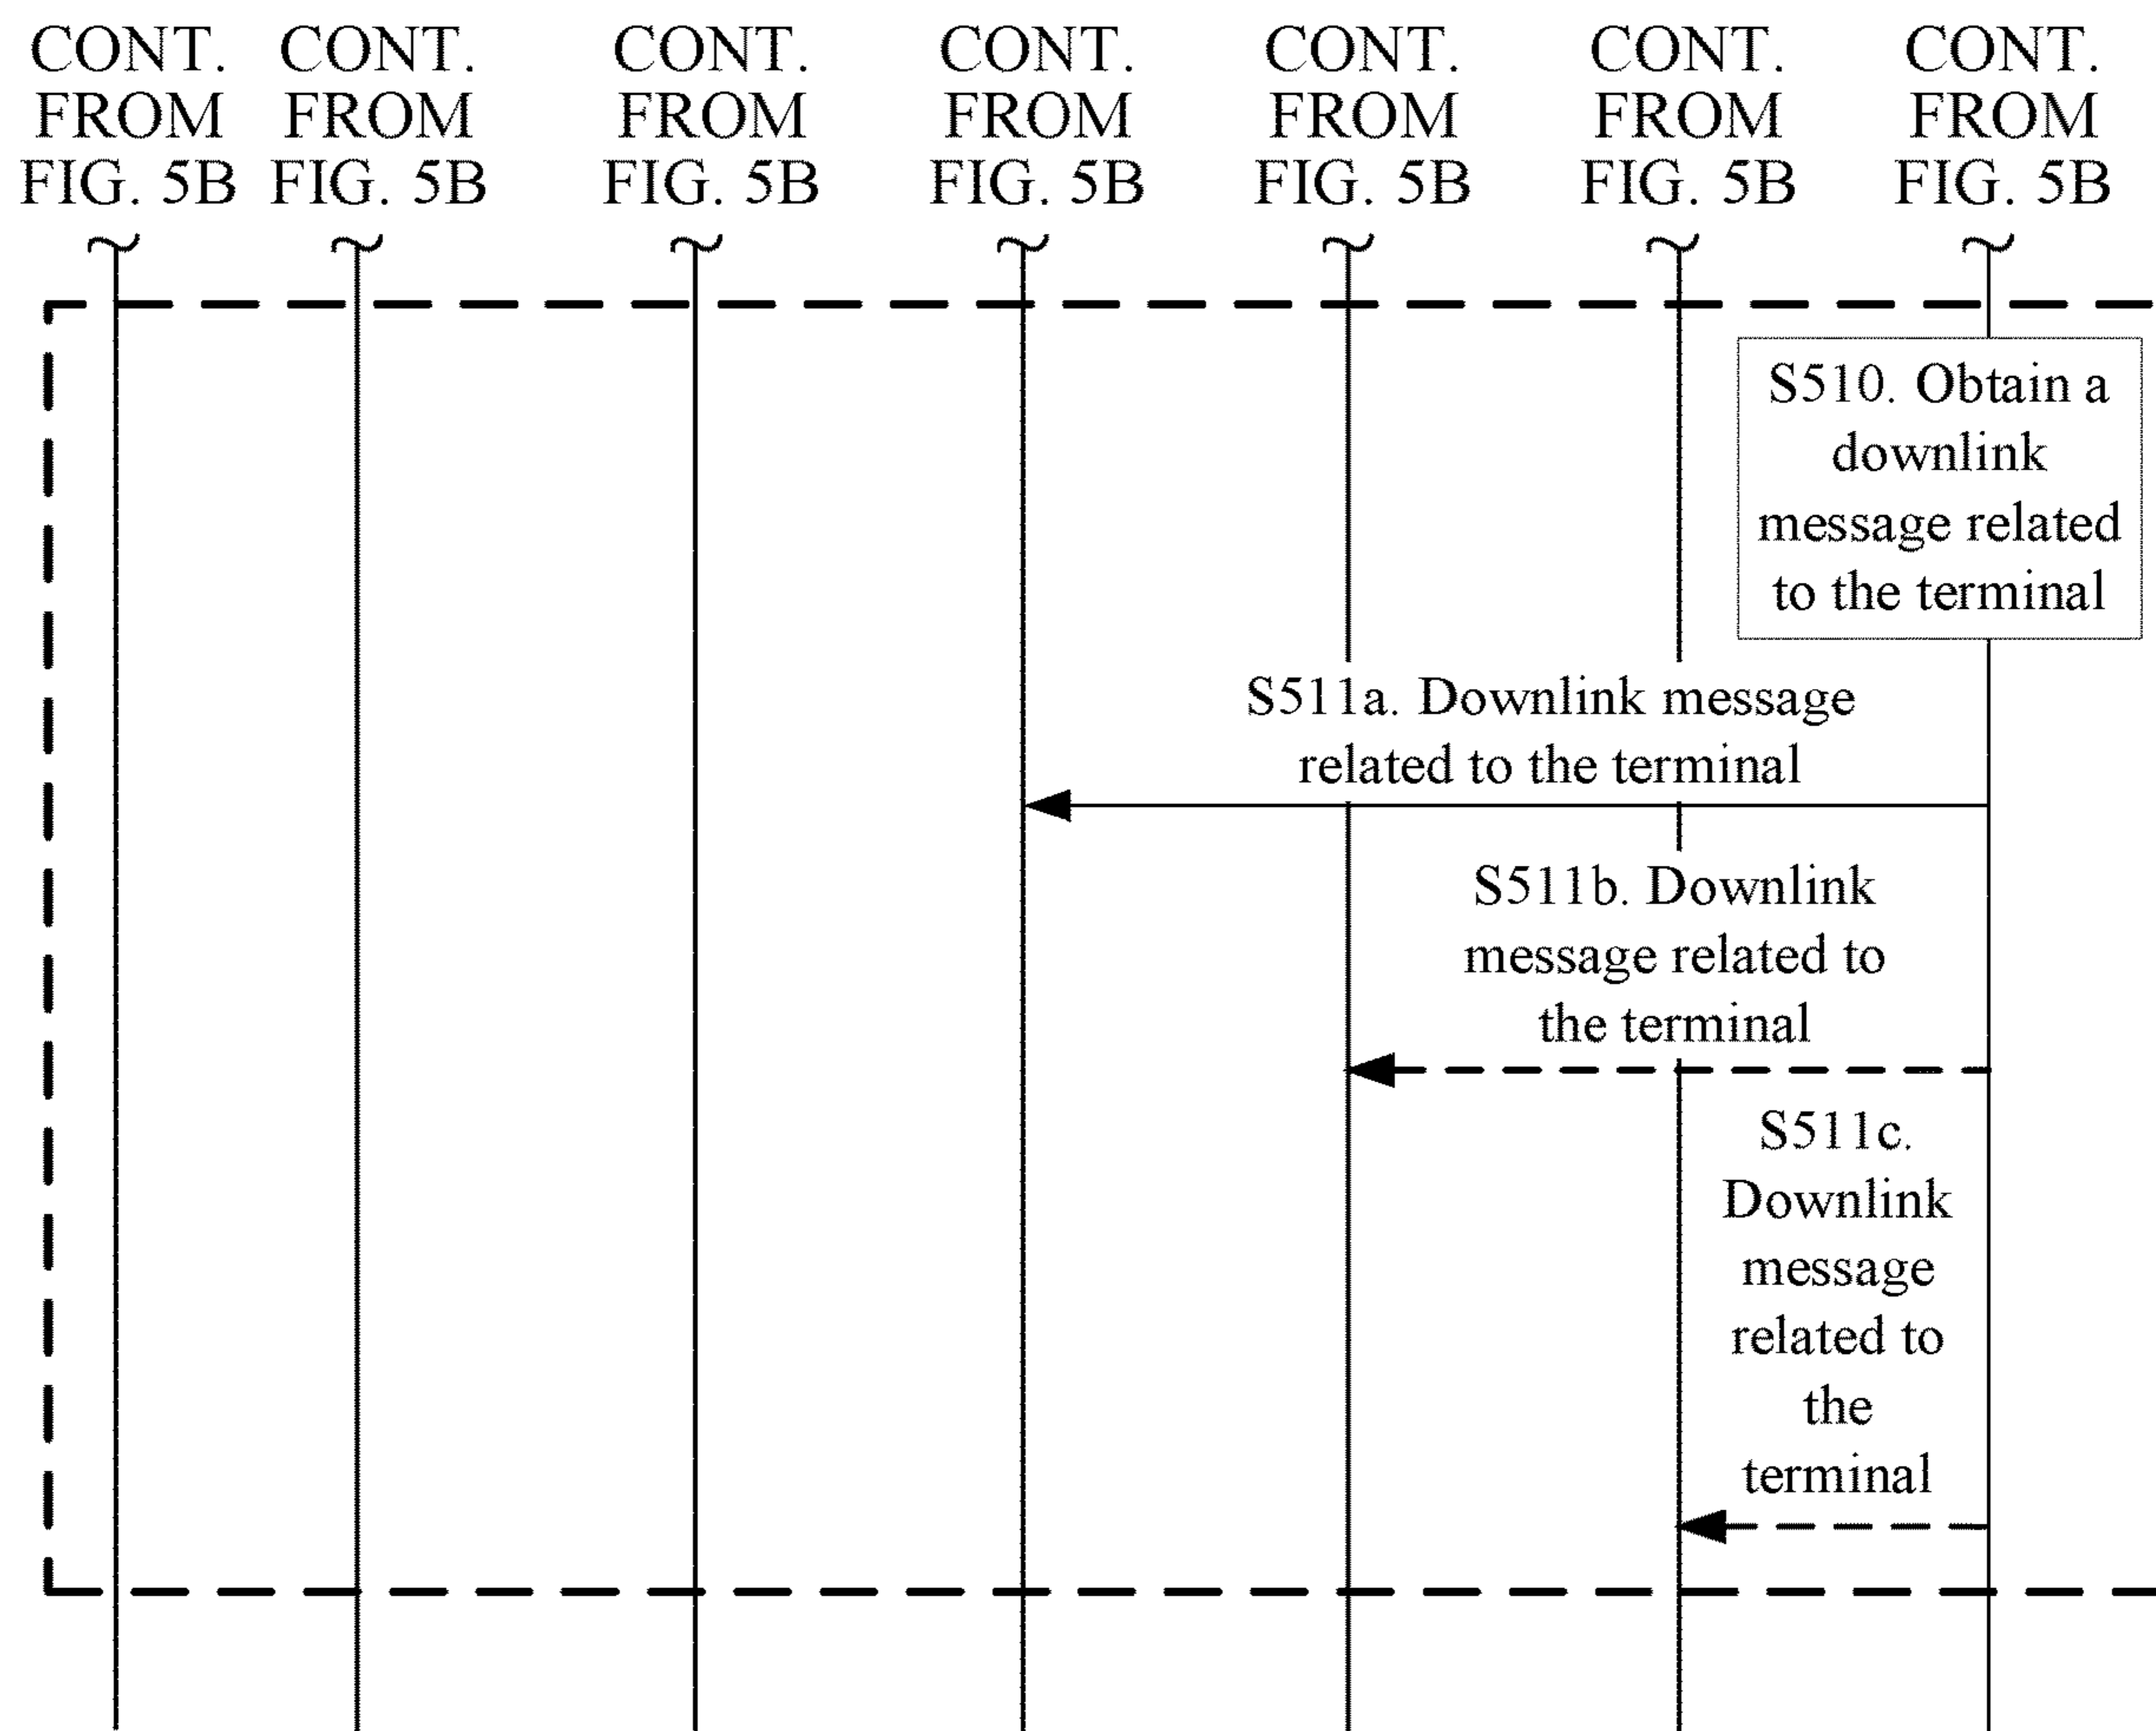 CONT. CONT. CONT. CONT. CONT. CONT. CONT.
FROM FROM FROM FROM FROM FROM FROM
FIG. 5B FIG. 5B FIG. 5B FIG. 5B FIG. 5B FIG. 5B FIG. 5B
S510. Obtain a
downlink
message related
to the terminal
S511a. Downlink message
related to the terminal
S511b. Downlink
message related to
the terminal
S511c.
Downlink
message
related to
the
terminal